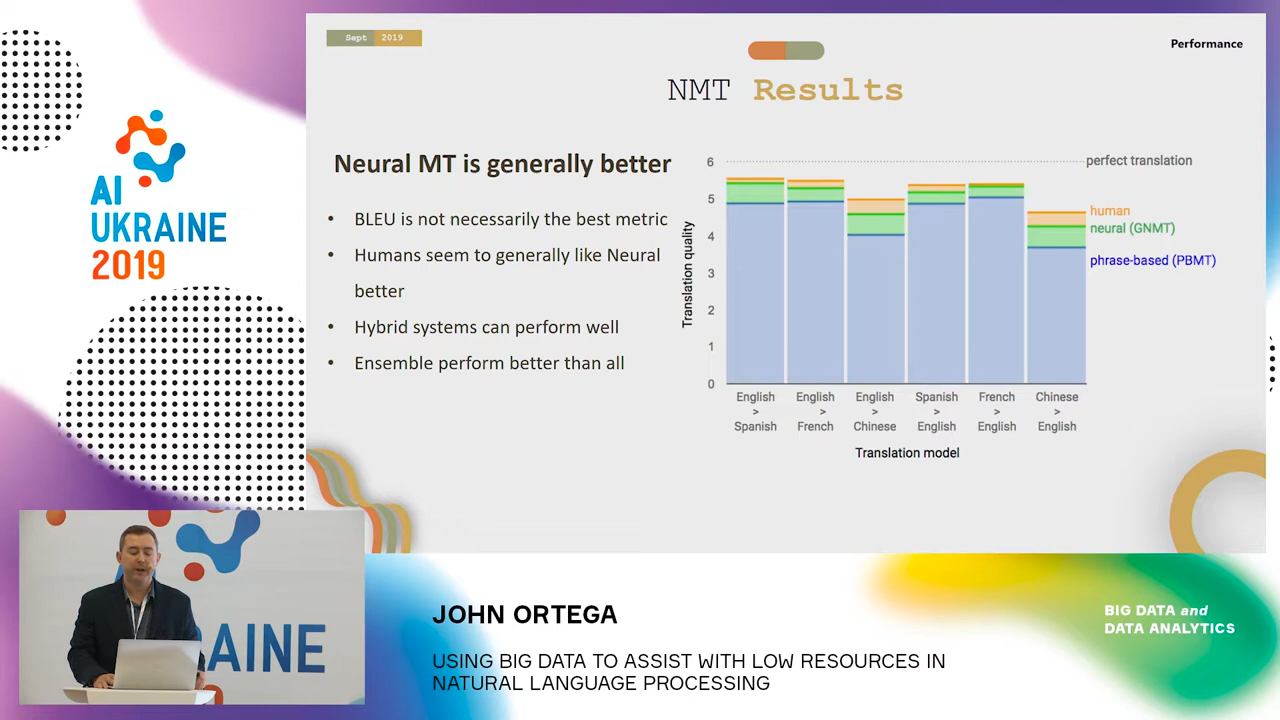 Sept 2019
Performance
NMT Results
Neural MT is generally better
• BLEU is not necessarily the best metric
• Humans seem to generally like Neural
better
• Hybrid systems can perform well
• Ensemble perform better than all
Translation quality
6
5
4
3
2
1
0
perfect translation
human
neural (GNMT)
phrase-based (PBMT)
English > Spanish
English > French
English > Chinese
Spanish > English
French > English
Chinese > English
Translation model
AI
UKRAINE
2019
AINE
JOHN ORTEGA
USING BIG DATA TO ASSIST WITH LOW RESOURCES IN
NATURAL LANGUAGE PROCESSING
BIG DATA and
DATA ANALYTICS